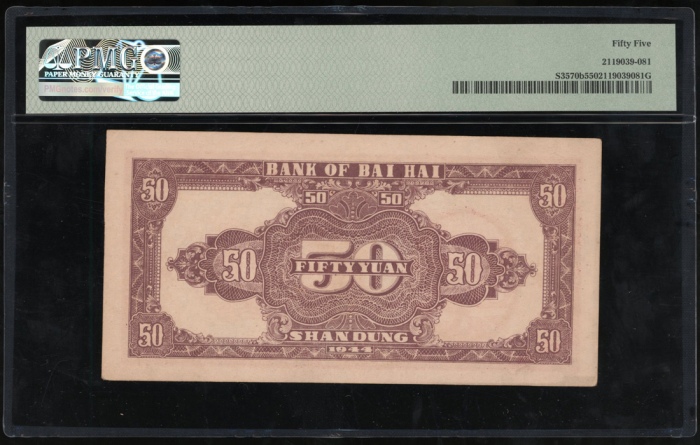 PMG
PAPER MONEY GUARANTY
Fifty Five
2119039-081
S3570b5502119039081G
BANK OF BAI HAI
50 50 50 50
50 FIFTY YUAN 50
50
50 SHANDUNG 50
1944